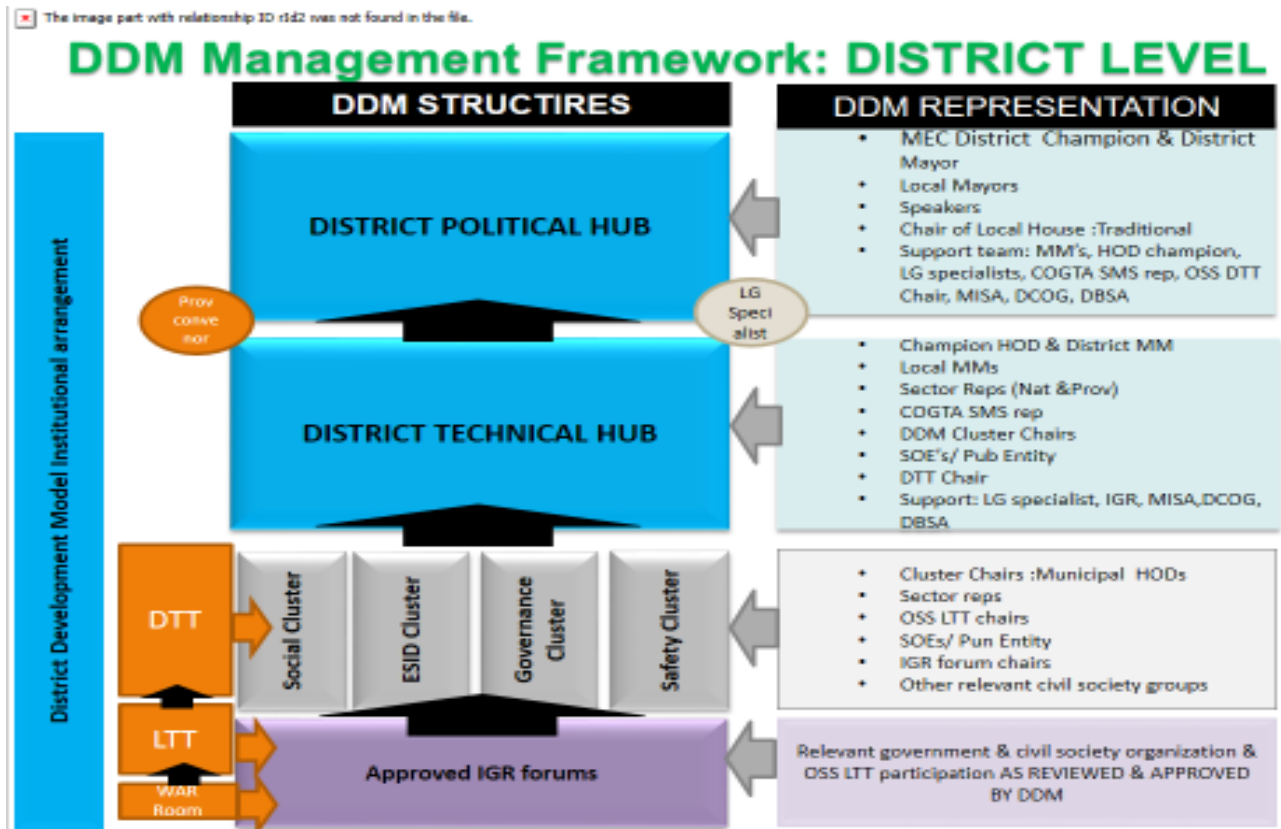 The image part with relationship ID rId2 was not found in the file.
DDM Management Framework: DISTRICT LEVEL
DDM STRUCTIRES
DDM REPRESENTATION
District Development Model Institutional arrangement
DISTRICT POLITICAL HUB
• MEC District Champion & District
Mayor
• Local Mayors
• Speakers
• Chair of Local House :Traditional
• Support team: MM's, HOD champion,
LG specialists, COGTA SMS rep, OSS DTT
Chair, MISA, DCOG, DBSA
Prov
conve
nor
LG
Speci
alist
DISTRICT TECHNICAL HUB
• Champion HOD & District MM
• Local MMs
• Sector Reps (Nat &Prov)
• COGTA SMS rep
• DDM Cluster Chairs
• SOE's/ Pub Entity
• DTT Chair
• Support: LG specialist, IGR, MISA,DCOG,
DBSA
DTT
Social Cluster
ESID Cluster
Governance
Cluster
Safety Cluster
• Cluster Chairs :Municipal HODs
• Sector reps
• OSS LTT chairs
• SOEs/ Pun Entity
• IGR forum chairs
• Other relevant civil society groups
LTT
WAR
Room
Approved IGR forums
Relevant government & civil society organization &
OSS LTT participation AS REVIEWED & APPROVED
BY DDM